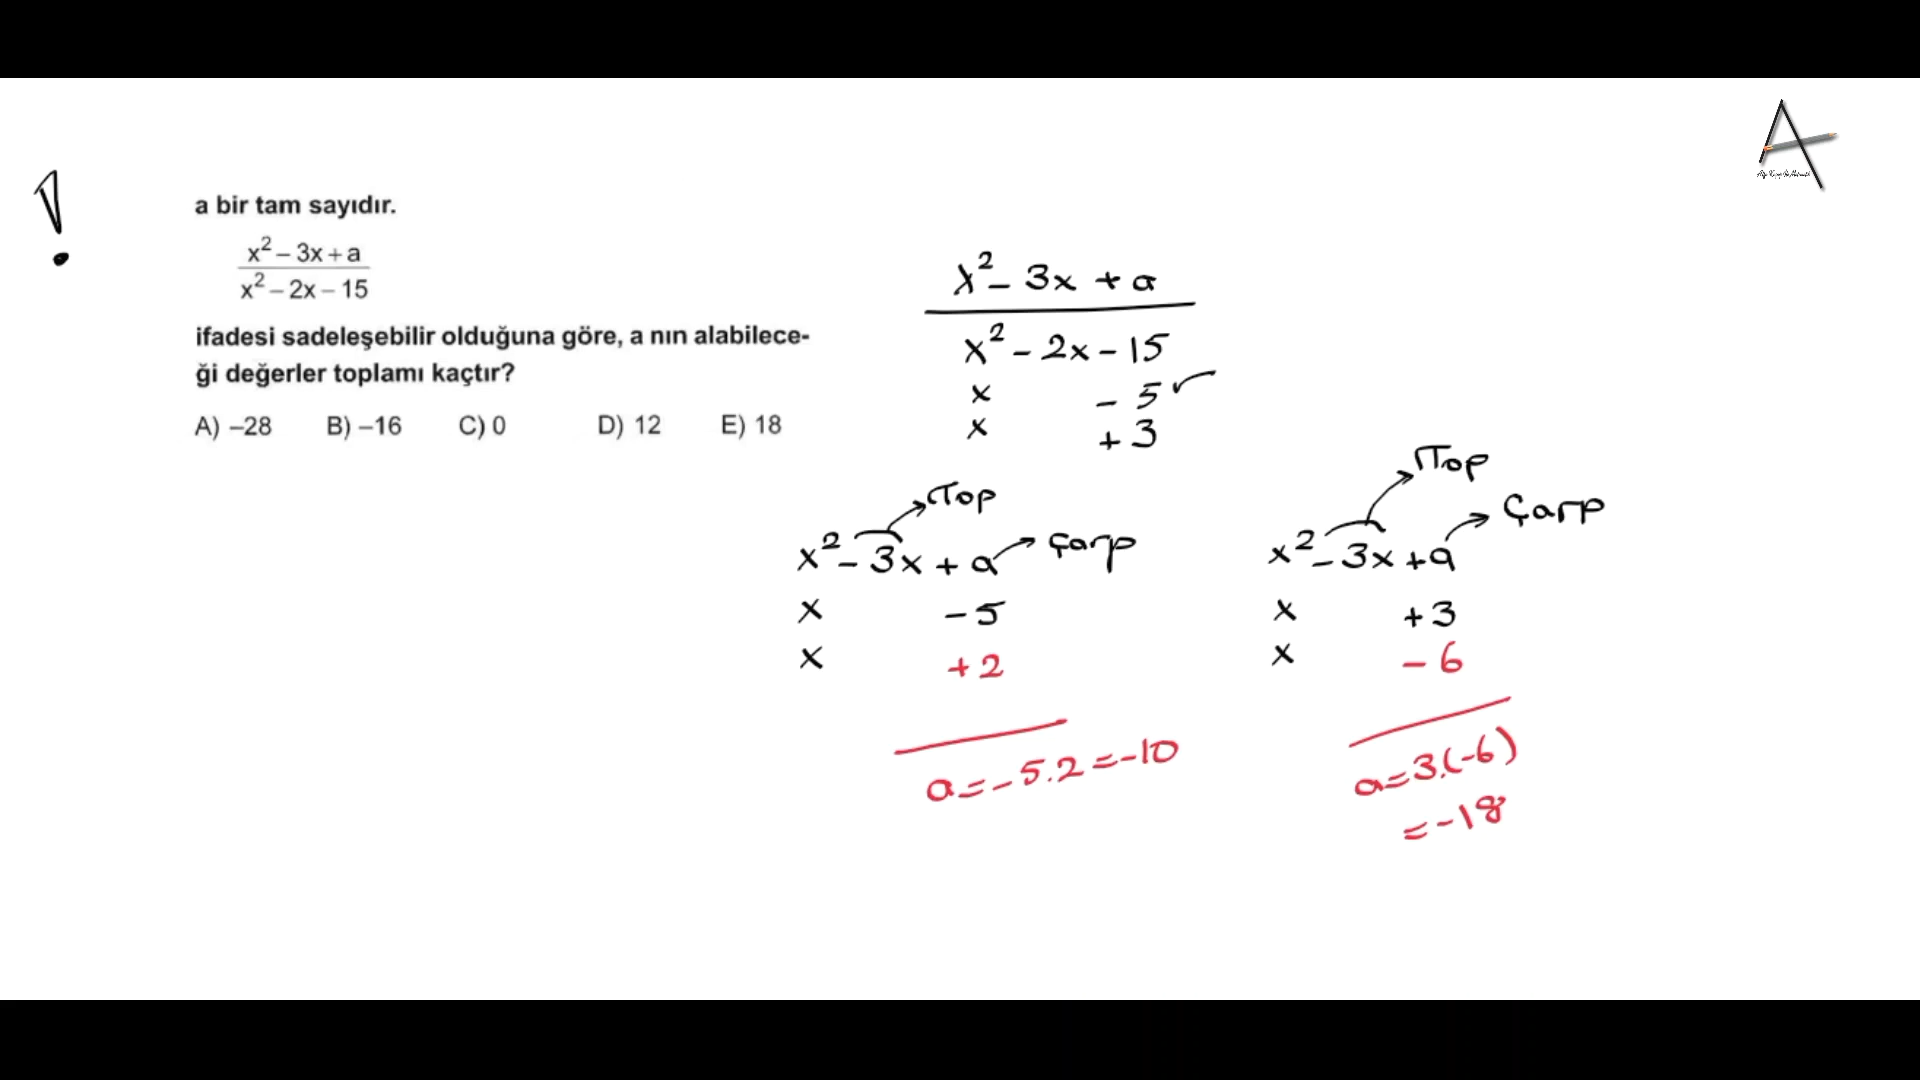 !
a bir tam sayıdır.
x² – 3x + a
x² – 2x – 15
ifadesi sadeleşebilir olduğuna göre, a nın alabilece-
ği değerler toplamı kaçtır?
A) –28 B) –16 C) 0 D) 12 E) 18
x² - 3x + a
x² - 2x - 15
x - 5 ✓
x + 3
Top
x² - 3x + a Çarp
x - 5
x + 2
a = - 5.2 = -10
Top
x² - 3x + a Çarp
x + 3
x - 6
a = 3.(-6)
= -18